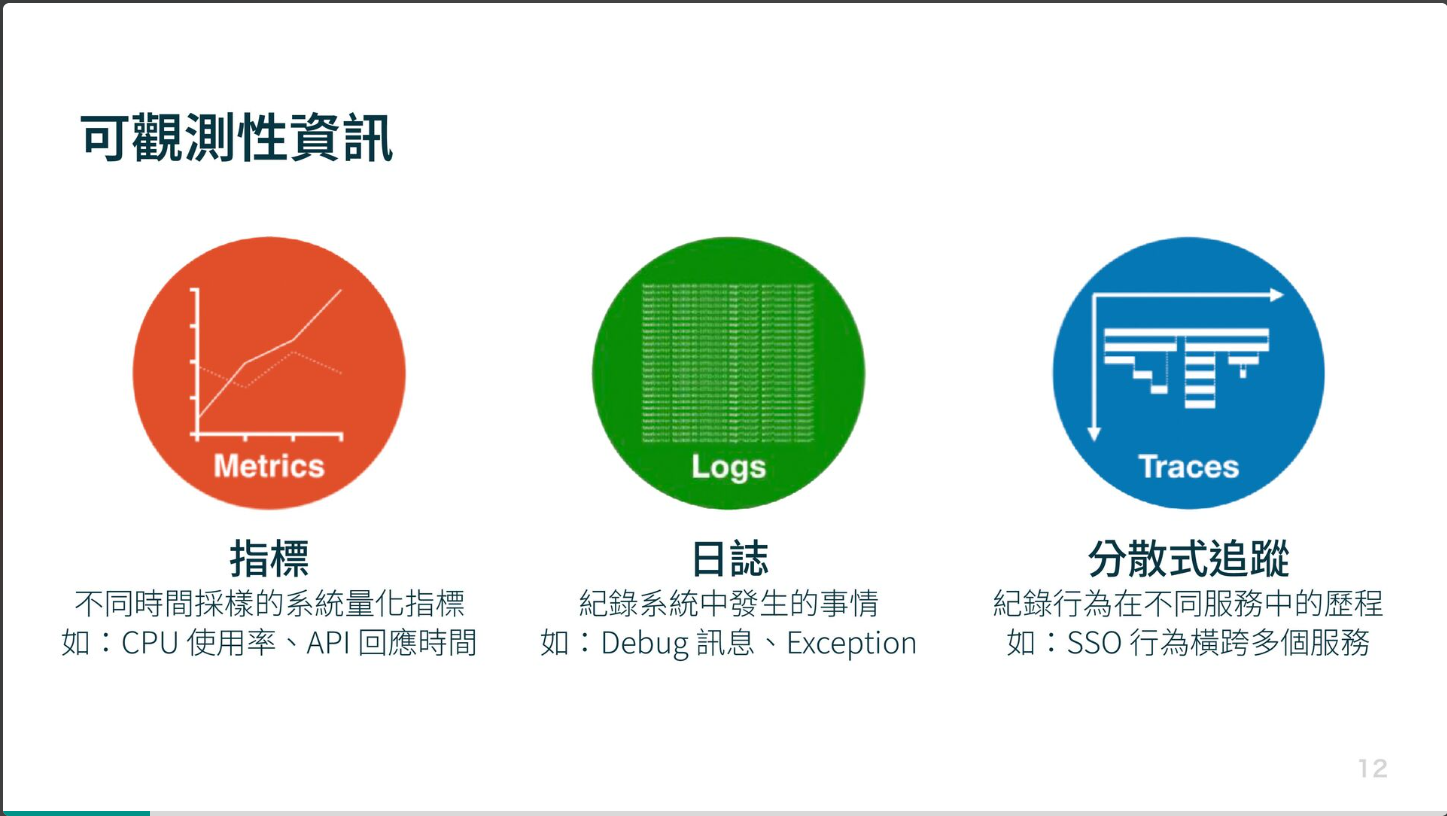 可觀測性資訊
Metrics
指標
不同時間採樣的系統量化指標
如：CPU 使用率、API 回應時間
Logs
日誌
紀錄系統中發生的事情
如：Debug 訊息、Exception
Traces
分散式追蹤
紀錄行為在不同服務中的歷程
如：SSO 行為橫跨多個服務
12